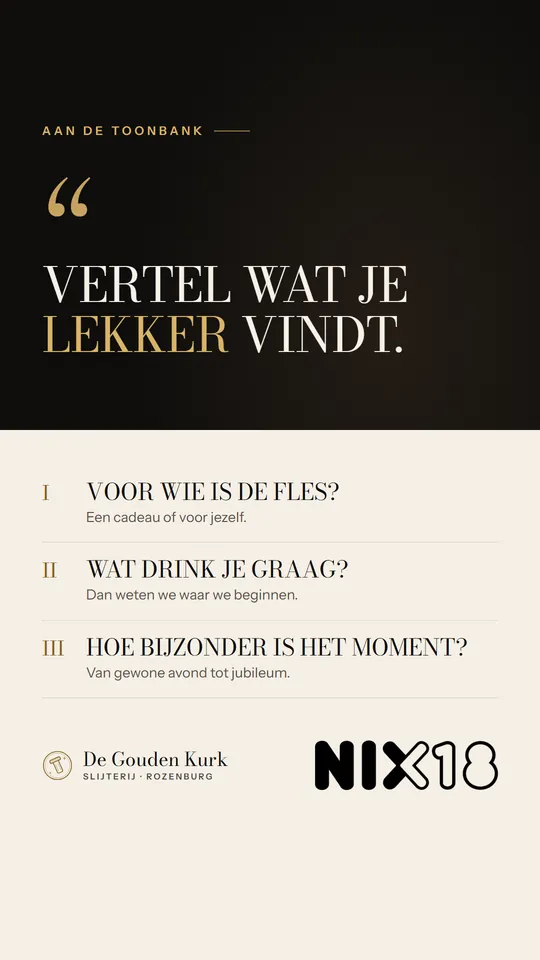 AAN DE TOONBANK
“
VERTEL WAT JE
LEKKER VINDT.
I
VOOR WIE IS DE FLES?
Een cadeau of voor jezelf.
II
WAT DRINK JE GRAAG?
Dan weten we waar we beginnen.
III
HOE BIJZONDER IS HET MOMENT?
Van gewone avond tot jubileum.
De Gouden Kurk
SLIJTERIJ · ROZENBURG
NIX18